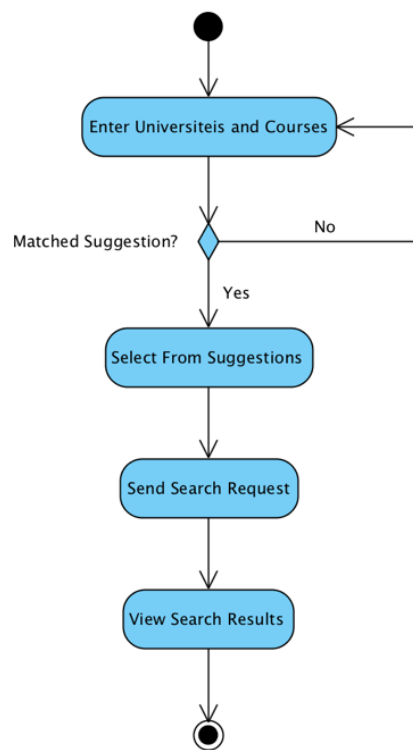 Enter Universiteis and Courses
Matched Suggestion?
No
Yes
Select From Suggestions
Send Search Request
View Search Results